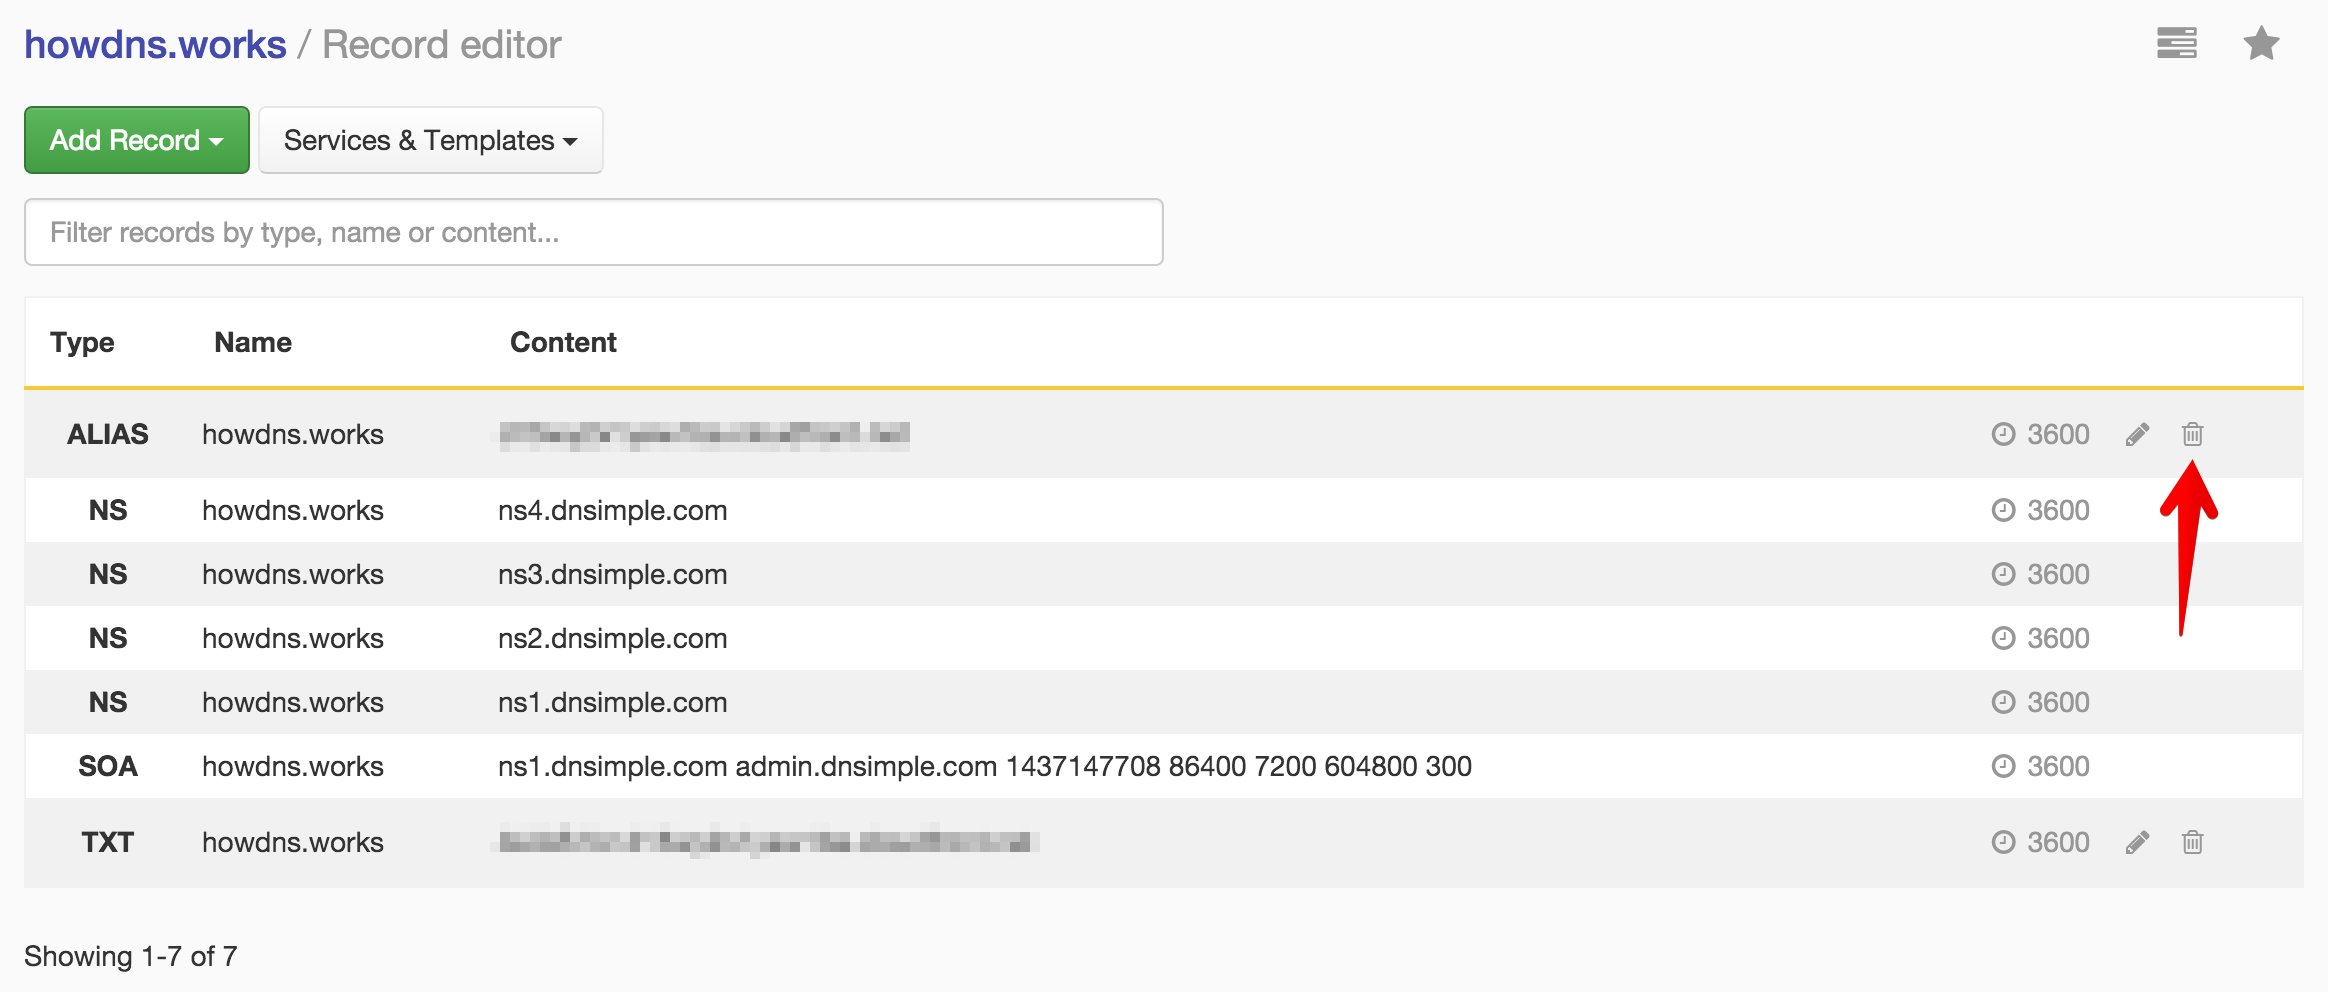 howdns.works / Record editor
Add Record
Services & Templates
Filter records by type, name or content...
Type Name Content
ALIAS howdns.works 3600
NS howdns.works ns4.dnsimple.com 3600
NS howdns.works ns3.dnsimple.com 3600
NS howdns.works ns2.dnsimple.com 3600
NS howdns.works ns1.dnsimple.com 3600
SOA howdns.works ns1.dnsimple.com admin.dnsimple.com 1437147708 86400 7200 604800 300 3600
TXT howdns.works 3600
Showing 1-7 of 7